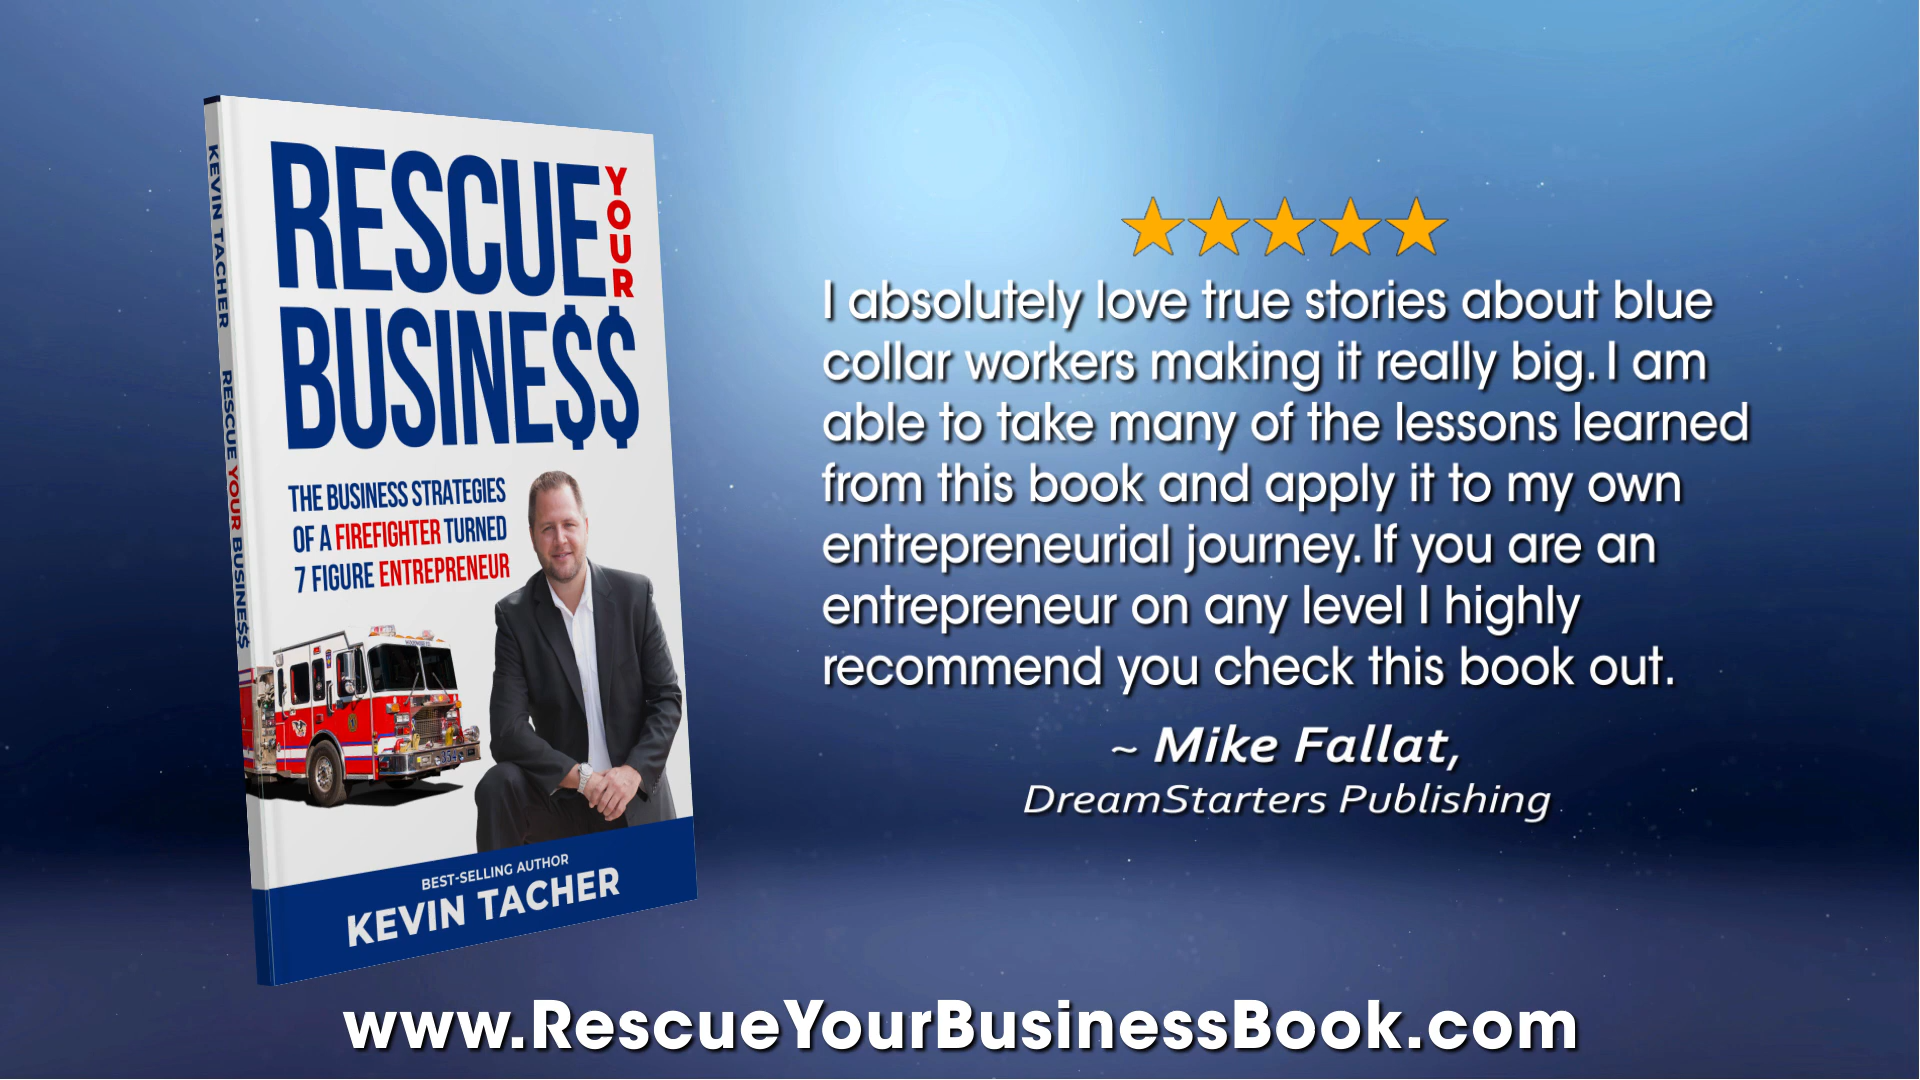 KEVIN TACHER RESCUE YOUR BUSINE$$
RESCUE
YOUR
BUSINE$$
THE BUSINESS STRATEGIES
OF A FIREFIGHTER TURNED
7 FIGURE ENTREPRENEUR
BEST-SELLING AUTHOR
KEVIN TACHER
I absolutely love true stories about blue
collar workers making it really big. I am
able to take many of the lessons learned
from this book and apply it to my own
entrepreneurial journey. If you are an
entrepreneur on any level I highly
recommend you check this book out.
~ Mike Fallat,
DreamStarters Publishing
www.RescueYourBusinessBook.com